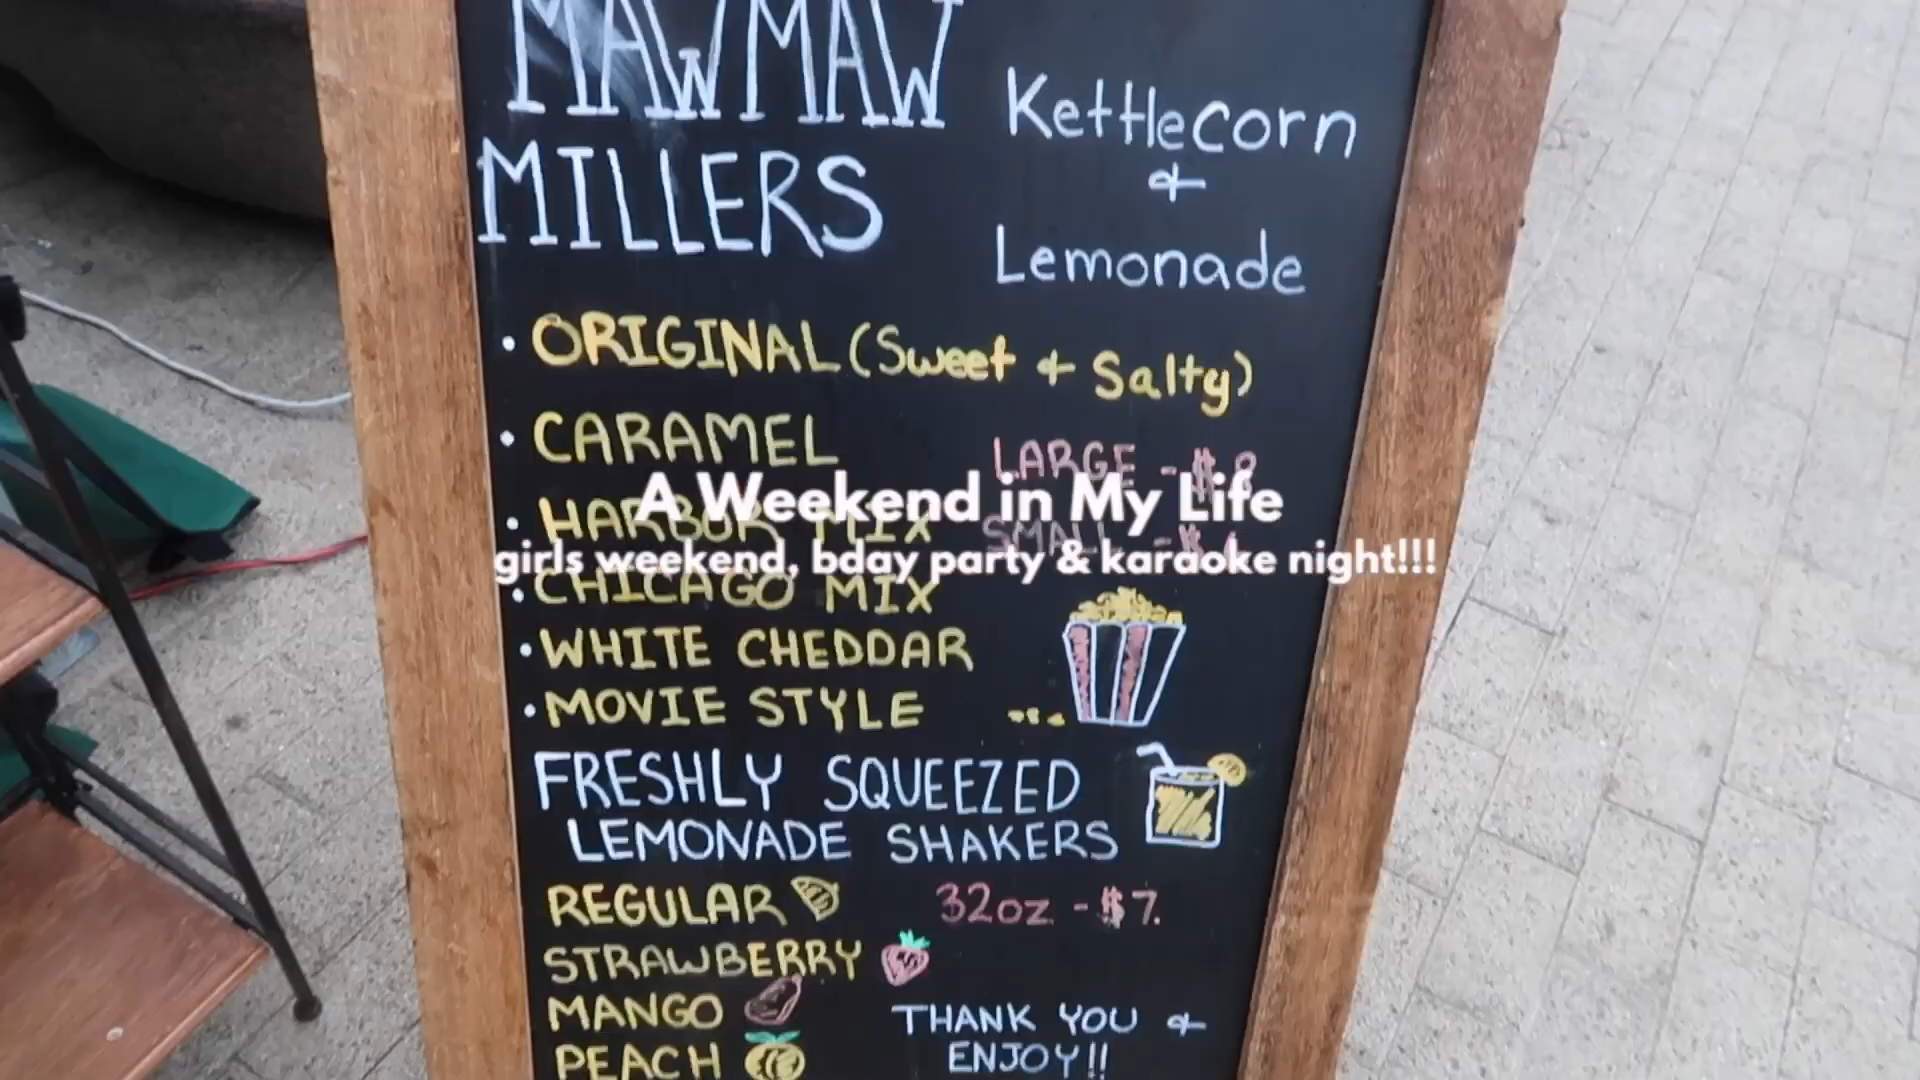 MAWMAW
MILLERS
Kettlecorn
&
Lemonade
• ORIGINAL (Sweet & Salty)
• CARAMEL
LARGE - $8
A Weekend in My Life
• HARBOR MIX
SMALL - $
girls weekend, bday party & karaoke night!!!
• CHICAGO MIX
• WHITE CHEDDAR
• MOVIE STYLE
FRESHLY SQUEEZED
LEMONADE SHAKERS
REGULAR
32oz - $7.
STRAWBERRY
MANGO
PEACH
THANK YOU &
ENJOY!!